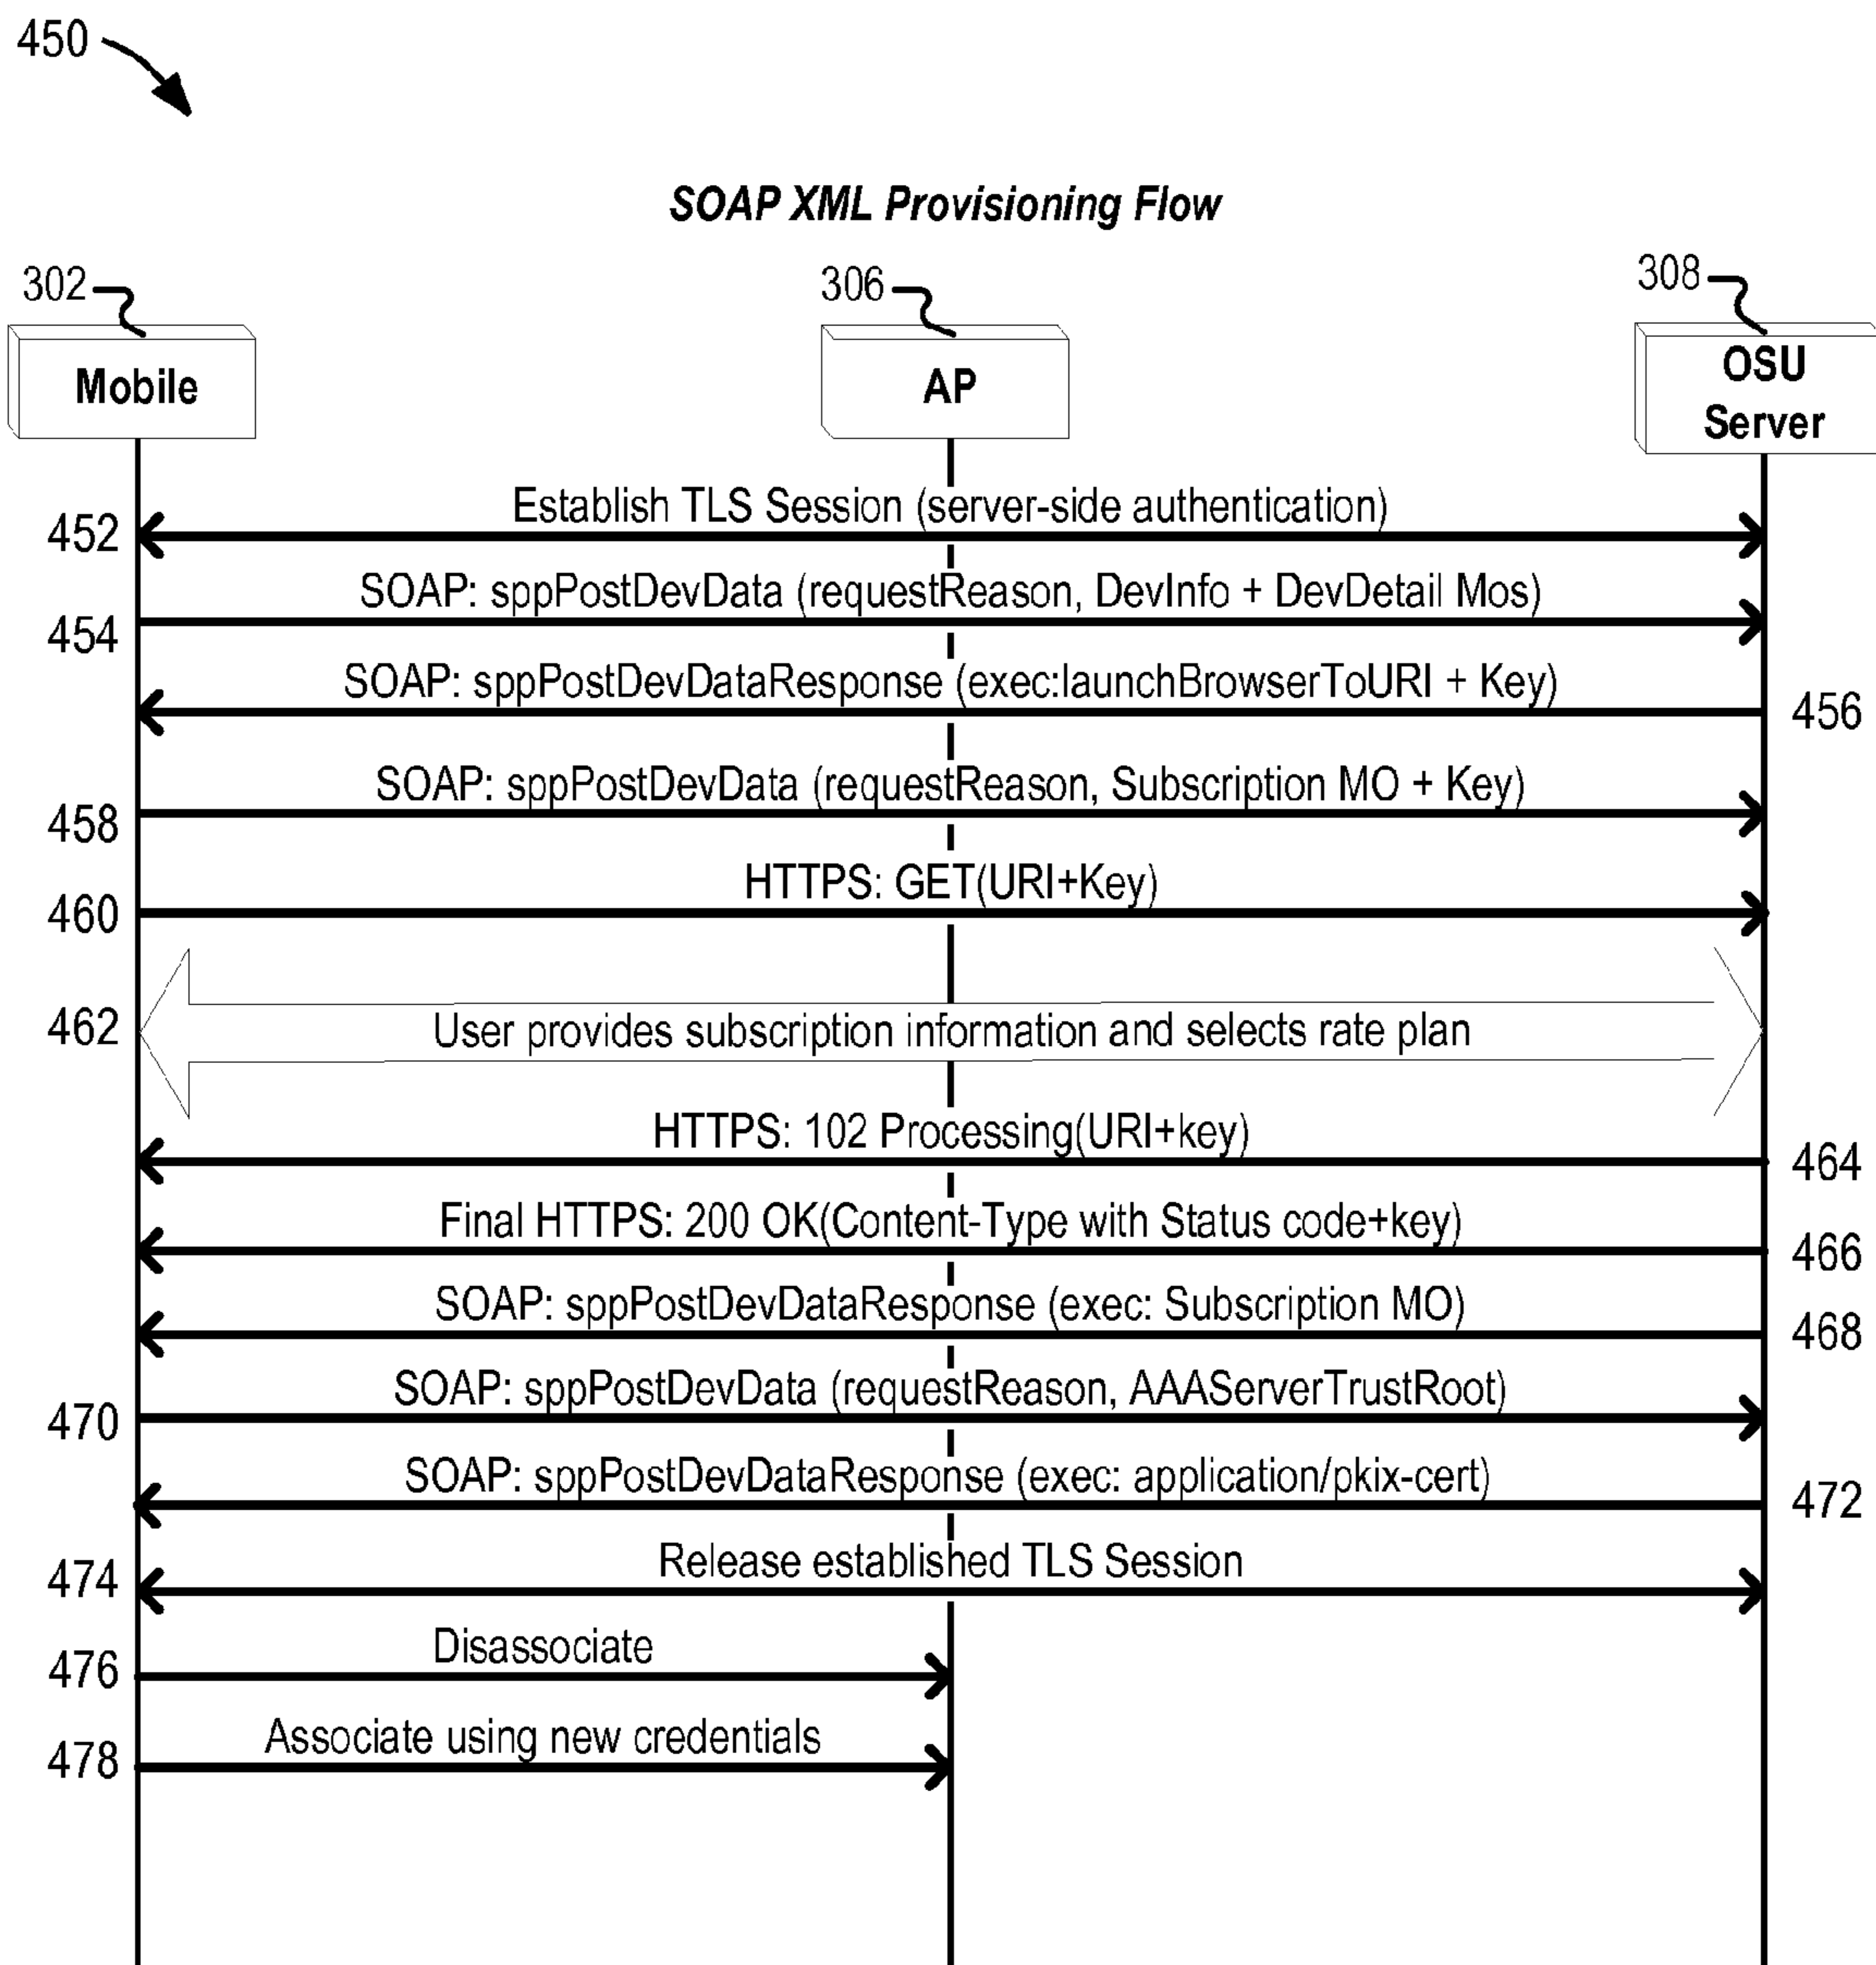 450
SOAP XML Provisioning Flow
302
306
308
Mobile
AP
OSU
Server
Establish TLS Session (server-side authentication)
452
SOAP: sppPostDevData (requestReason, DevInfo + DevDetail Mos)
454
SOAP: sppPostDevDataResponse (exec:launchBrowserToURI + Key)
456
SOAP: sppPostDevData (requestReason, Subscription MO + Key)
458
HTTPS: GET(URI+Key)
460
462
User provides subscription information and selects rate plan
HTTPS: 102 Processing(URI+key)
464
Final HTTPS: 200 OK(Content-Type with Status code+key)
466
SOAP: sppPostDevDataResponse (exec: Subscription MO)
468
SOAP: sppPostDevData (requestReason, AAAServerTrustRoot)
470
SOAP: sppPostDevDataResponse (exec: application/pkix-cert)
472
Release established TLS Session
474
Disassociate
476
Associate using new credentials
478